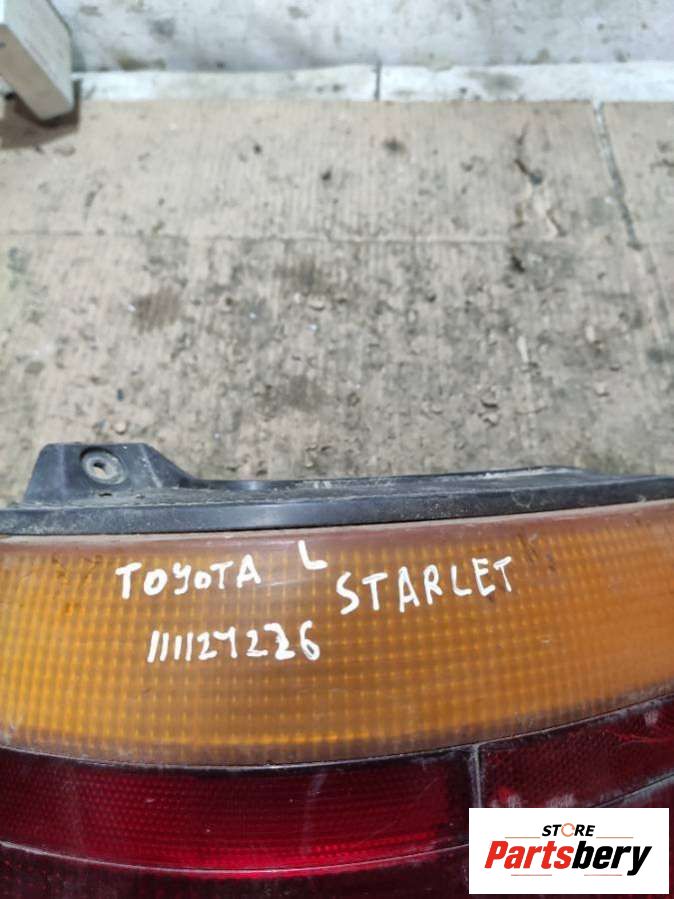 TOYOTA L STARLET
111127226
STORE
Partsbery